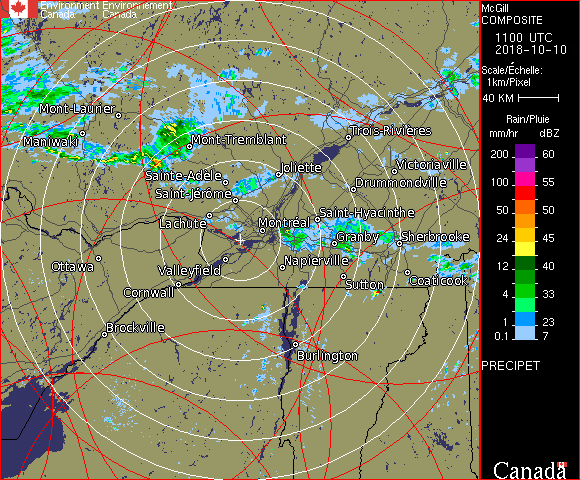 Environment Environnement
Canada Canada
Mont-Laurier
Maniwaki
Mont-Tremblant
Trois-Rivières
Sainte-Adèle
Joliette
Victoriaville
Saint-Jérôme
Drummondville
Lachute
Montréal
Saint-Hyacinthe
Granby
Sherbrooke
Ottawa
Valleyfield
Napierville
Cornwall
Sutton
Coaticook
Brockville
Burlington
McGill
COMPOSITE
1100 UTC
2018-10-10
Scale/Échelle:
1km/Pixel
40 KM
Rain/Pluie
mm/hr dBZ
200 60
100 55
50 50
24 45
12 40
4 33
1 23
0.1 7
PRECIPET
Canada